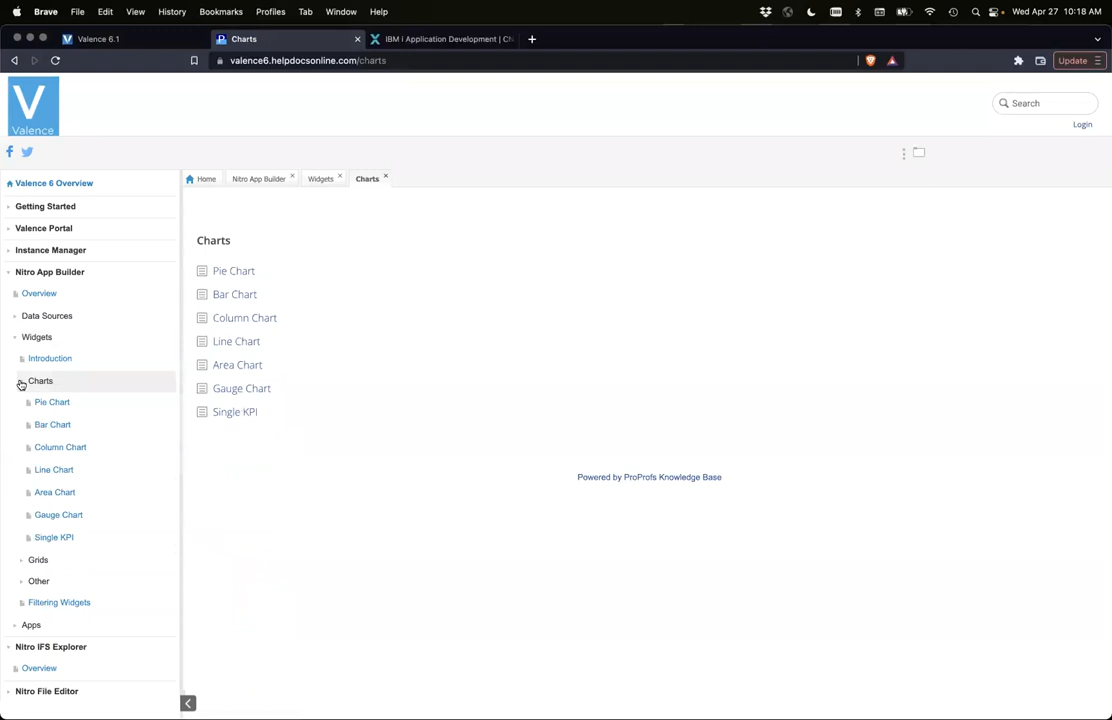 Brave File Edit View History Bookmarks Profiles Tab Window Help Wed Apr 27 10:18 AM
Valence 6.1 Charts IBM i Application Development | CN
valence6.helpdocsonline.com/charts Update
V
Valence
Search
Login
Valence 6 Overview
Home Nitro App Builder Widgets Charts
Getting Started
Valence Portal
Instance Manager
Nitro App Builder
Overview
Data Sources
Widgets
Introduction
Charts
Pie Chart
Bar Chart
Column Chart
Line Chart
Area Chart
Gauge Chart
Single KPI
Grids
Other
Filtering Widgets
Apps
Nitro IFS Explorer
Overview
Nitro File Editor
Charts
Pie Chart
Bar Chart
Column Chart
Line Chart
Area Chart
Gauge Chart
Single KPI
Powered by ProProfs Knowledge Base